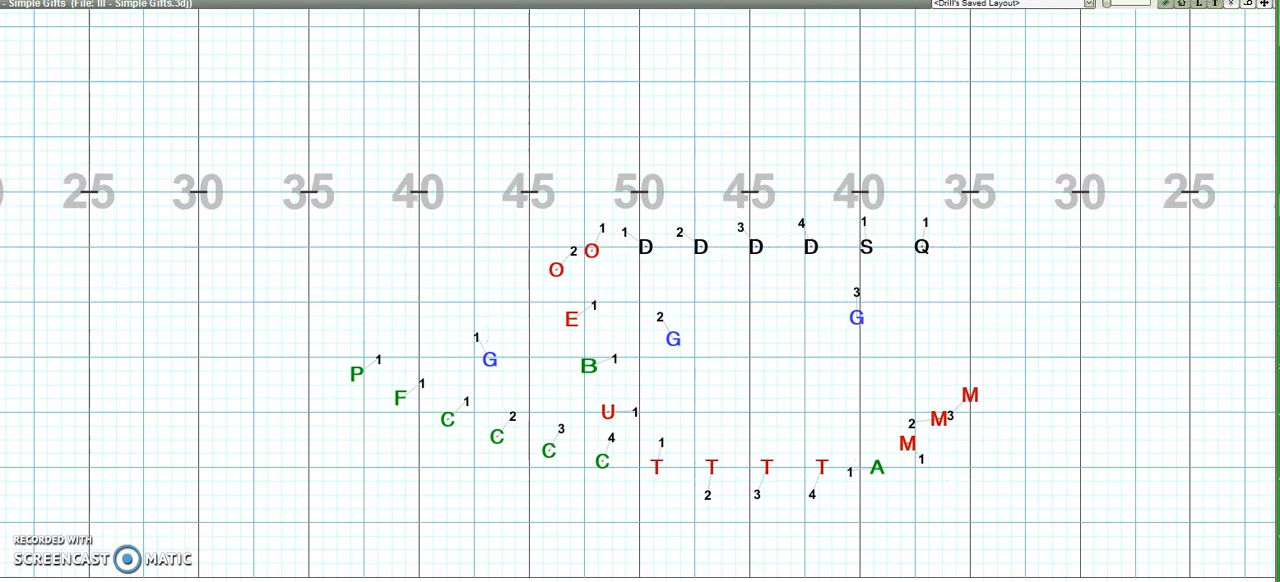 - Simple Gifts (File: III - Simple Gifts.3dj)
<Drill's Saved Layout>
L T
25 30 35 40 45 50 45 40 35 30 25
1 1 2 3 4 1 1
O 2 O D D D D S Q
3
E 1 2 G G
1 G
P 1 B 1
F 1
C 1 U 1 M
C 2 2 M 3
C 3 4 1 M
C T T T T 1 A 1
2 3 4
RECORDED WITH
SCREENCAST MATIC